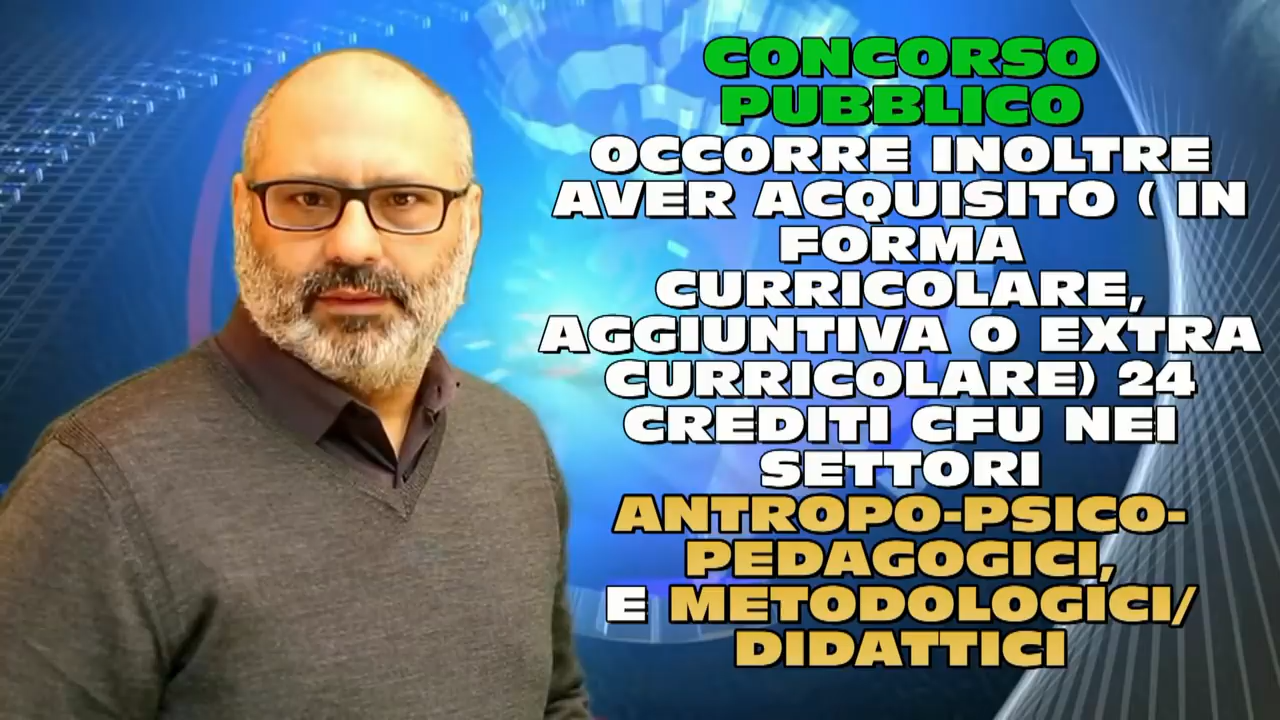 CONCORSO
PUBBLICO
OCCORRE INOLTRE
AVER ACQUISITO ( IN
FORMA
CURRICOLARE,
AGGIUNTIVA O EXTRA
CURRICOLARE) 24
CREDITI CFU NEI
SETTORI
ANTROPO-PSICO-
PEDAGOGICI,
E METODOLOGICI/
DIDATTICI